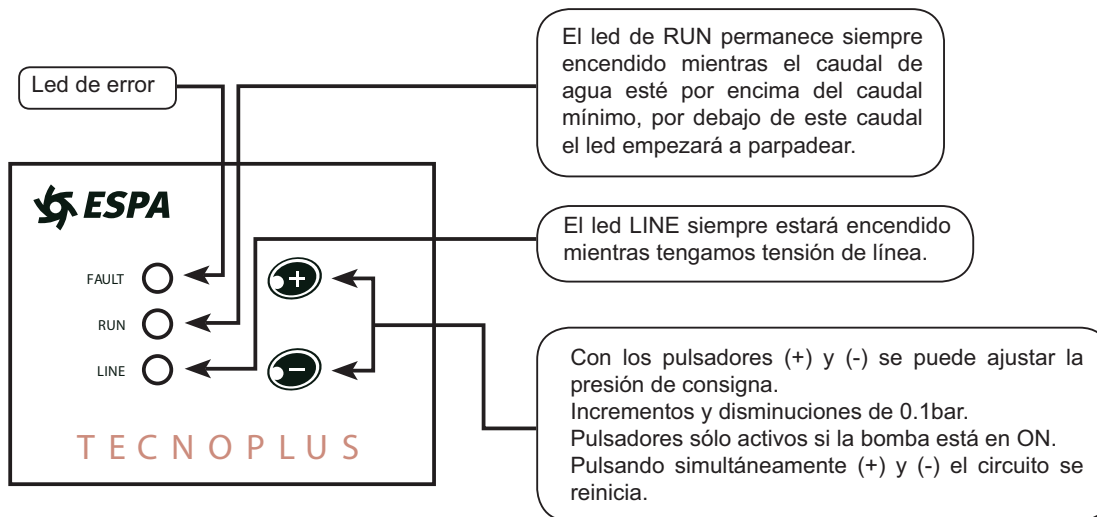 El led de RUN permanece siempre
encendido mientras el caudal de
agua esté por encima del caudal
mínimo, por debajo de este caudal
el led empezará a parpadear.
Led de error
ESPA
El led LINE siempre estará encendido
mientras tengamos tensión de línea.
FAULT
+
RUN
LINE
-
Con los pulsadores (+) y (-) se puede ajustar la
presión de consigna.
Incrementos y disminuciones de 0.1bar.
Pulsadores sólo activos si la bomba está en ON.
Pulsando simultáneamente (+) y (-) el circuito se
reinicia.
TECNOPLUS